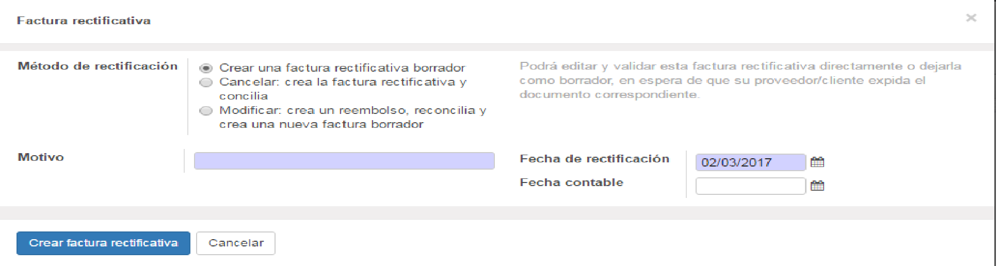 Factura rectificativa
×
Método de rectificación
Crear una factura rectificativa borrador
Cancelar: crea la factura rectificativa y
concilia
Modificar: crea un reembolso, reconcilia y
crea una nueva factura borrador
Podrá editar y validar esta factura rectificativa directamente o dejarla
como borrador, en espera de que su proveedor/cliente expida el
documento correspondiente.
Motivo
Fecha de rectificación
02/03/2017
Fecha contable
Crear factura rectificativa
Cancelar